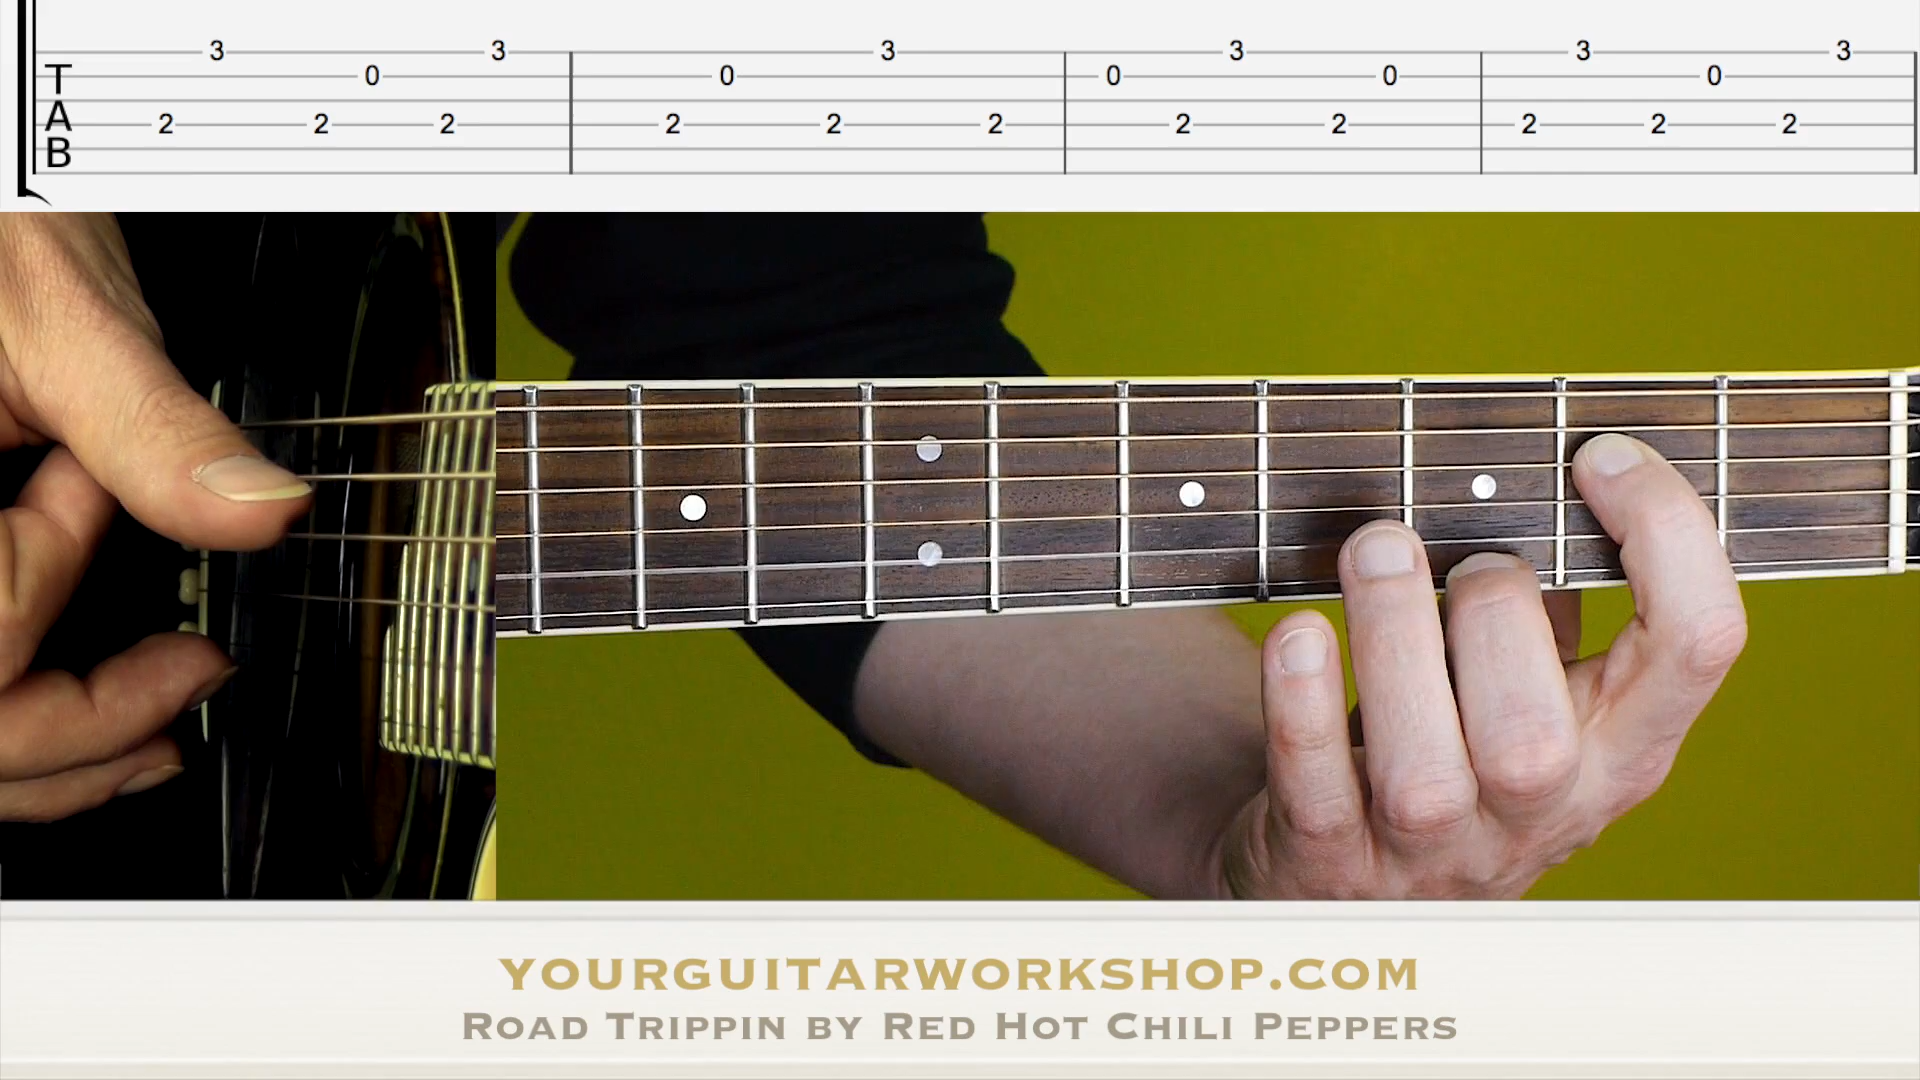 3 3 3 3 3 3
T 0 0 0 0 0
A 2 2 2 2 2 2 2 2 2 2 2
B
YOURGUITARWORKSHOP.COM
ROAD TRIPPIN BY RED HOT CHILI PEPPERS